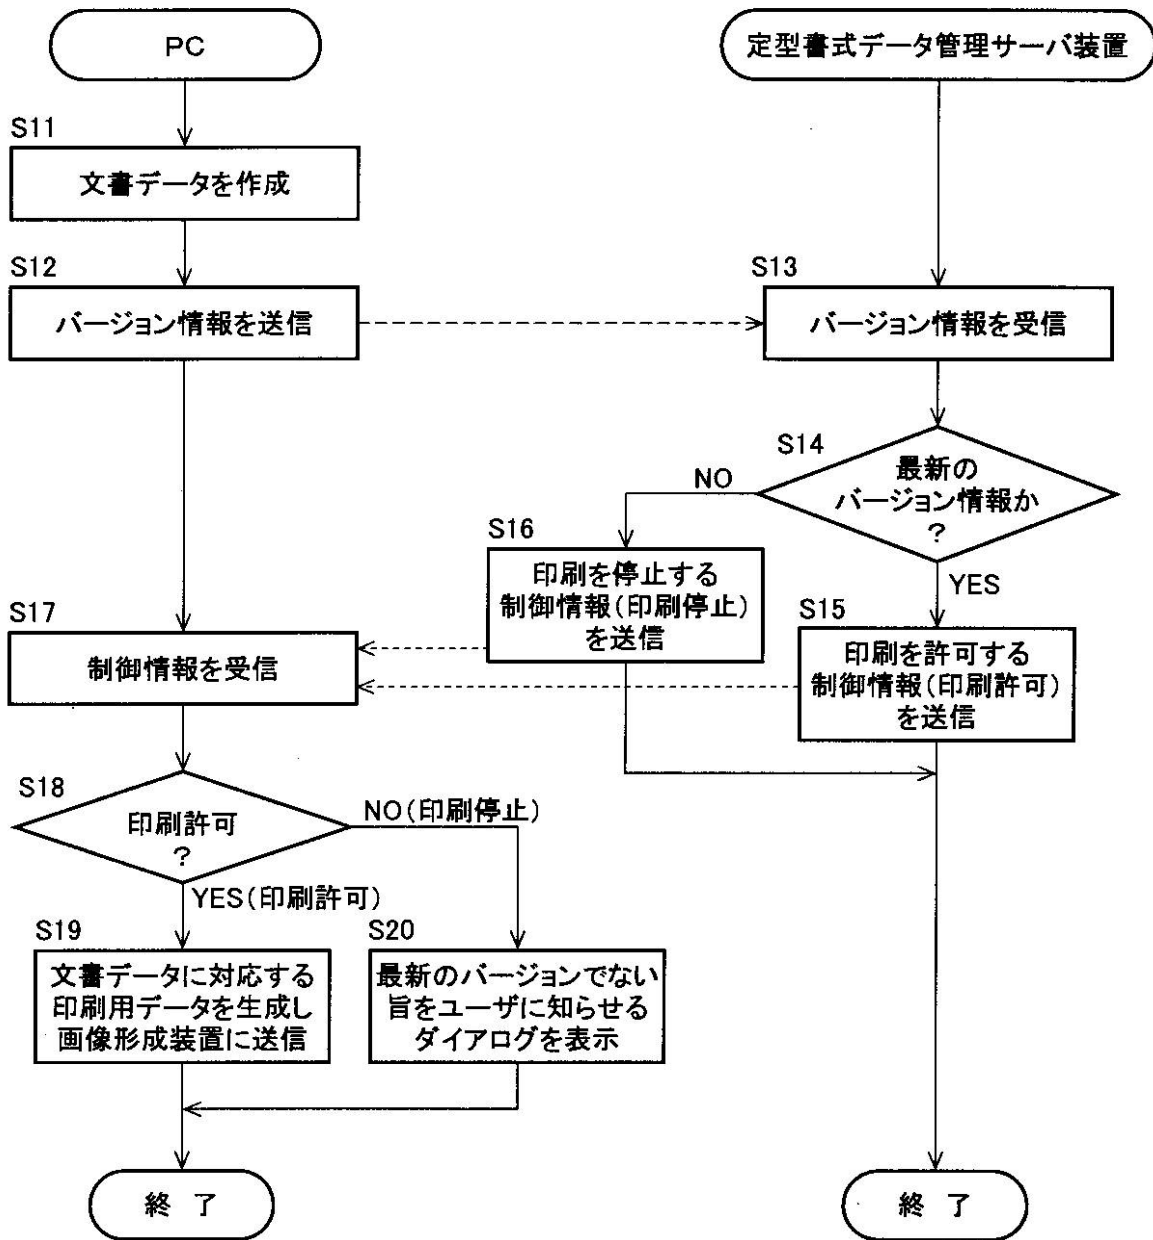 PC
定型書式データ管理サーバ装置
S11
文書データを作成
S12
バージョン情報を送信
S13
バージョン情報を受信
S14
最新の
バージョン情報か
?
NO
YES
S16
印刷を停止する
制御情報(印刷停止)
を送信
S15
印刷を許可する
制御情報(印刷許可)
を送信
S17
制御情報を受信
S18
印刷許可
?
NO(印刷停止)
YES(印刷許可)
S19
文書データに対応する
印刷用データを生成し
画像形成装置に送信
S20
最新のバージョンでない
旨をユーザに知らせる
ダイアログを表示
終 了
終 了